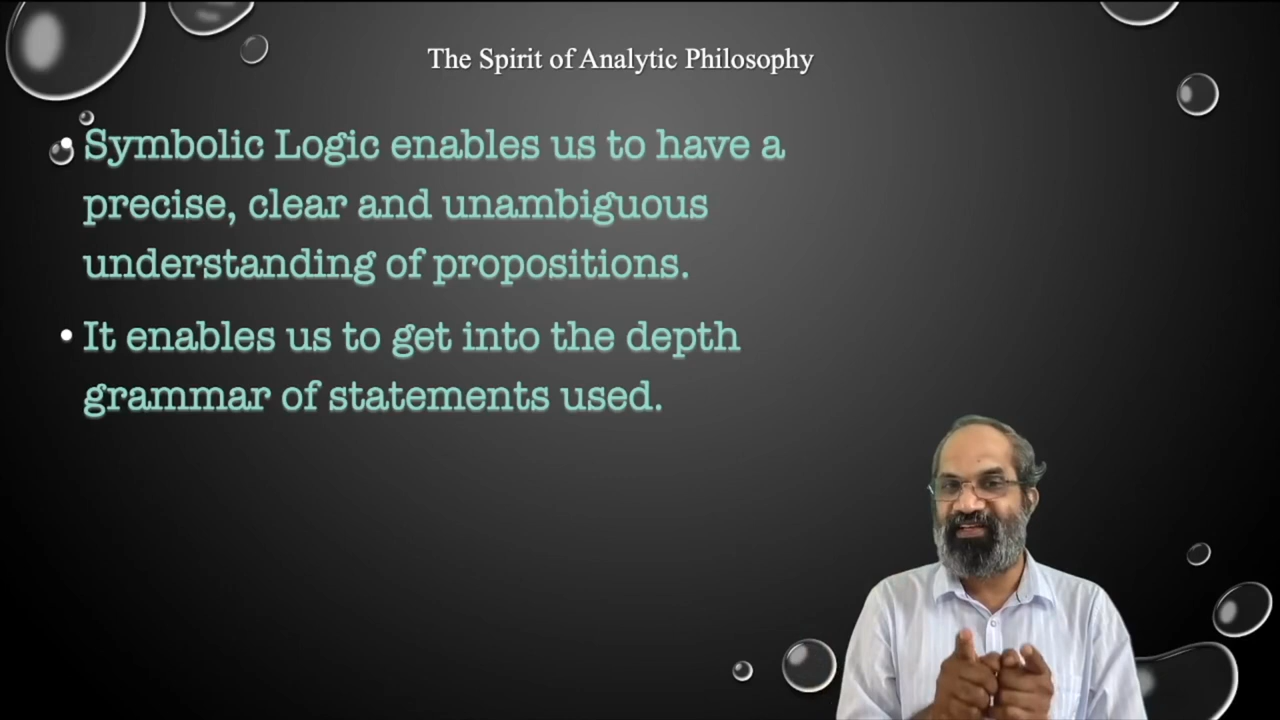 The Spirit of Analytic Philosophy
• Symbolic Logic enables us to have a
precise, clear and unambiguous
understanding of propositions.
• It enables us to get into the depth
grammar of statements used.